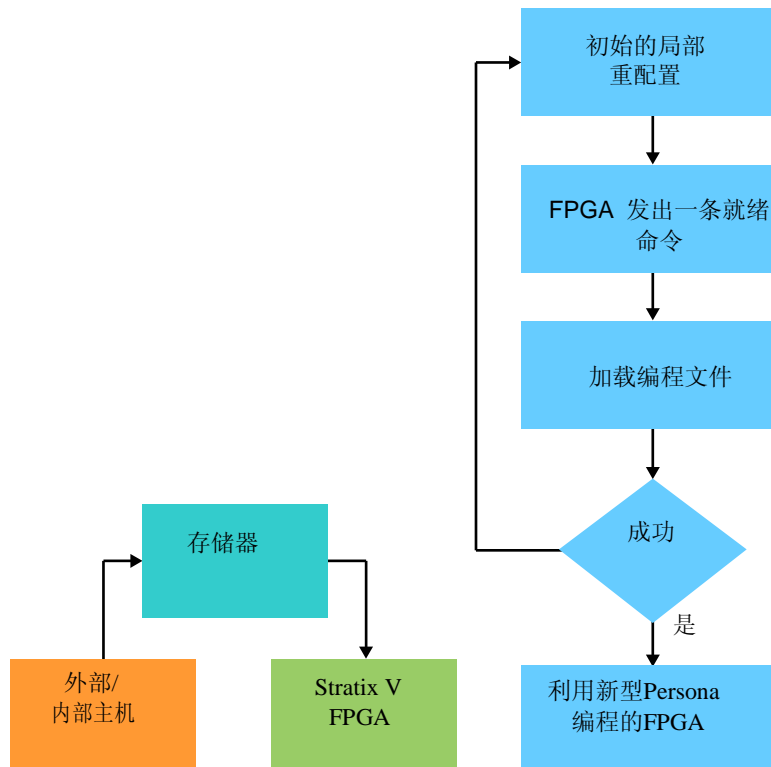 初始的局部
重配置
FPGA 发出一条就绪
命令
加载编程文件
成功
是
利用新型Persona
编程的FPGA
存储器
外部/
内部主机
Stratix V
FPGA